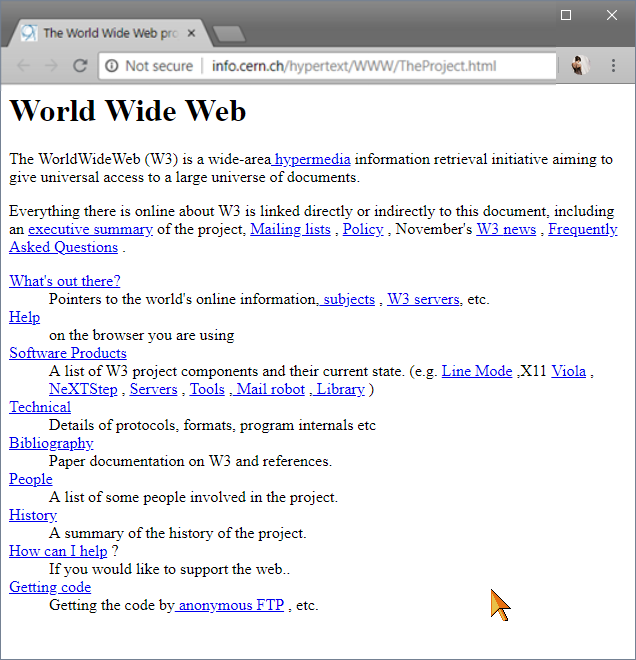 The World Wide Web pro
Not secure | info.cern.ch/hypertext/WWW/TheProject.html
World Wide Web
The WorldWideWeb (W3) is a wide-area hypermedia information retrieval initiative aiming to
give universal access to a large universe of documents.
Everything there is online about W3 is linked directly or indirectly to this document, including
an executive summary of the project, Mailing lists , Policy , November's W3 news , Frequently
Asked Questions .
What's out there?
Pointers to the world's online information, subjects , W3 servers, etc.
Help
on the browser you are using
Software Products
A list of W3 project components and their current state. (e.g. Line Mode ,X11 Viola ,
NeXTStep , Servers , Tools , Mail robot , Library )
Technical
Details of protocols, formats, program internals etc
Bibliography
Paper documentation on W3 and references.
People
A list of some people involved in the project.
History
A summary of the history of the project.
How can I help ?
If you would like to support the web..
Getting code
Getting the code by anonymous FTP , etc.